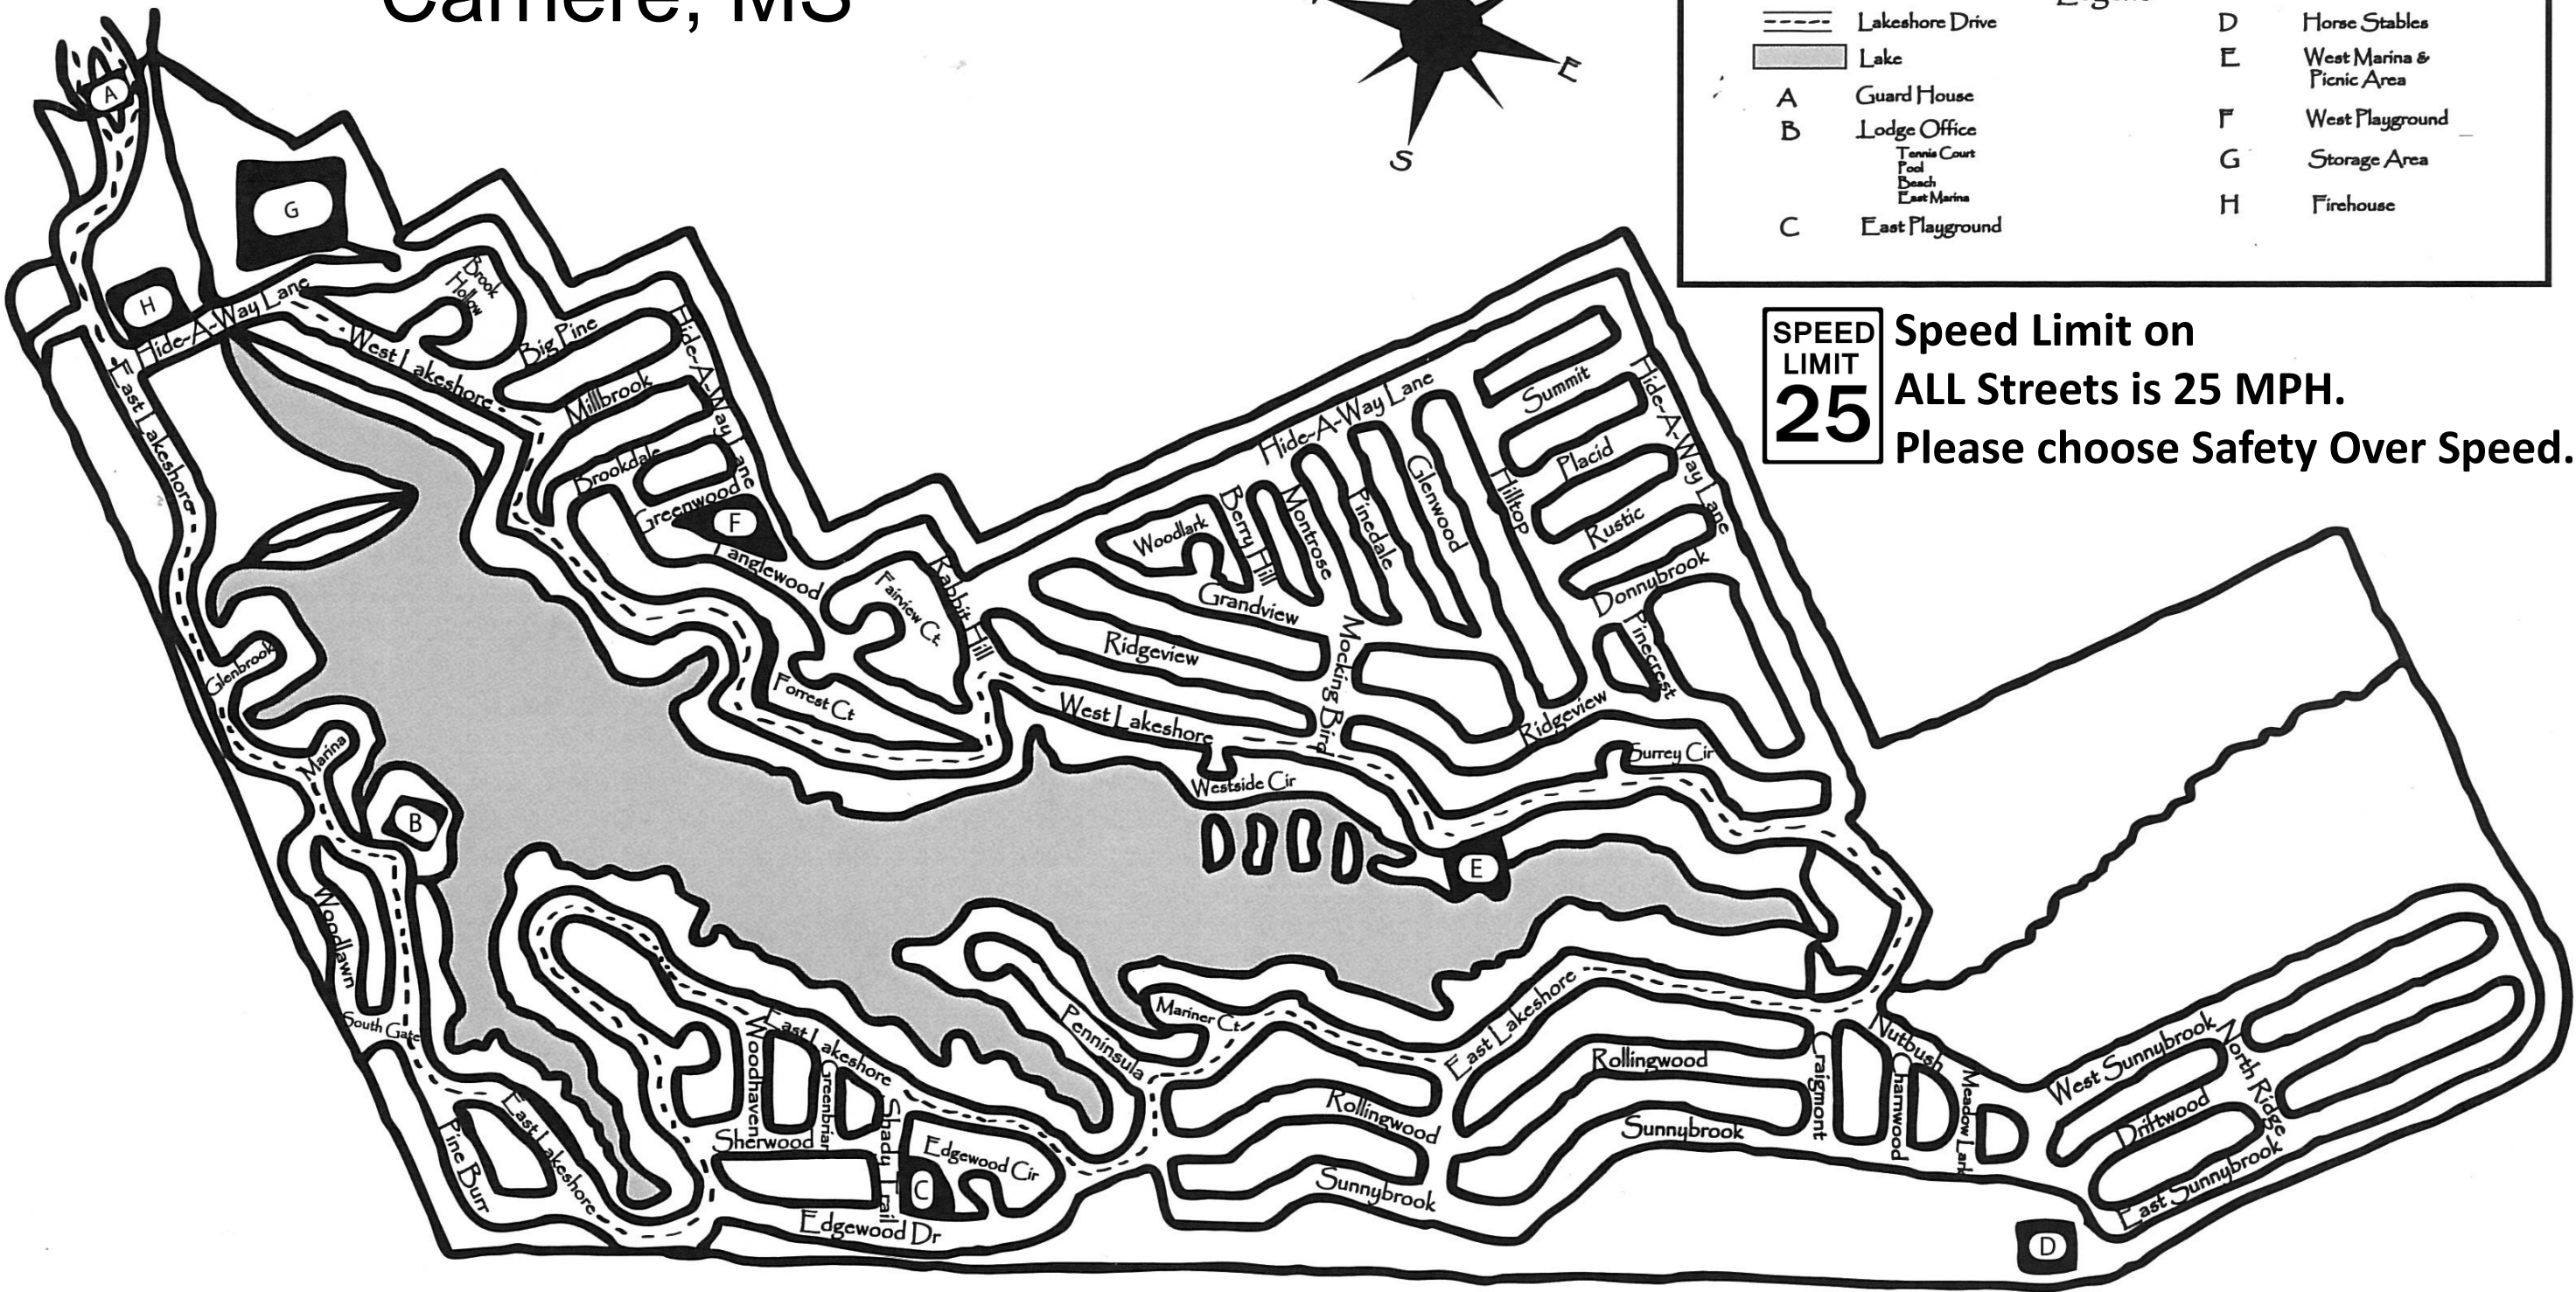 Carriere, MS
E
S
Legend
Lakeshore Drive
Lake
A Guard House
B Lodge Office
Tennis Court
Pool
Beach
East Marina
C East Playground
D Horse Stables
E West Marina &
Picnic Area
F West Playground
G Storage Area
H Firehouse
SPEED
LIMIT
25
Speed Limit on
ALL Streets is 25 MPH.
Please choose Safety Over Speed.
A
G
H
Hide-A-Way Lane
Brook
Hollow
West Lakeshore
Big Pine
Hide-A-Way Lane
Millbrook
Brookdale
Greenwood
F
Tanglewood
East Lakeshore
Fairview Ct
Rabbit Hill
Forrest Ct
Hide-A-Way Lane
Woodlark
Berry Hill
Montrose
Pinedale
Glenwood
Hilltop
Summit
Placid
Rustic
Donnybrook
Hide-A-Way Lane
Grandview
Ridgeview
Mocking Bird
Pinecrest
Ridgeview
West Lakeshore
Westside Cir
Surrey Cir
Glenbrook
Marina
B
E
Woodlawn
South Gate
Pine Burr
East Lakeshore
Woodhaven
East Lakeshore
Greenbriar
Sherwood
Shady Trail
Edgewood Cir
C
Edgewood Dr
Penninsula
Mariner Ct
East Lakeshore
Rollingwood
Rollingwood
Sunnybrook
Sunnybrook
Craigmont
Nutbush
Charmwood
Meadow Lark
West Sunnybrook
North Ridge
Driftwood
East Sunnybrook
D